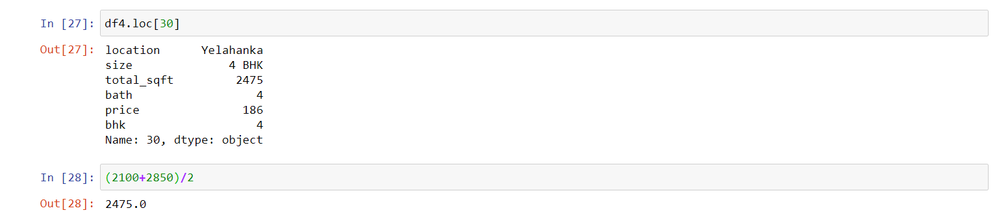 In [27]: df4.loc[30]
Out[27]: location      Yelahanka
size              4 BHK
total_sqft         2475
bath                  4
price               186
bhk                   4
Name: 30, dtype: object
In [28]: (2100+2850)/2
Out[28]: 2475.0